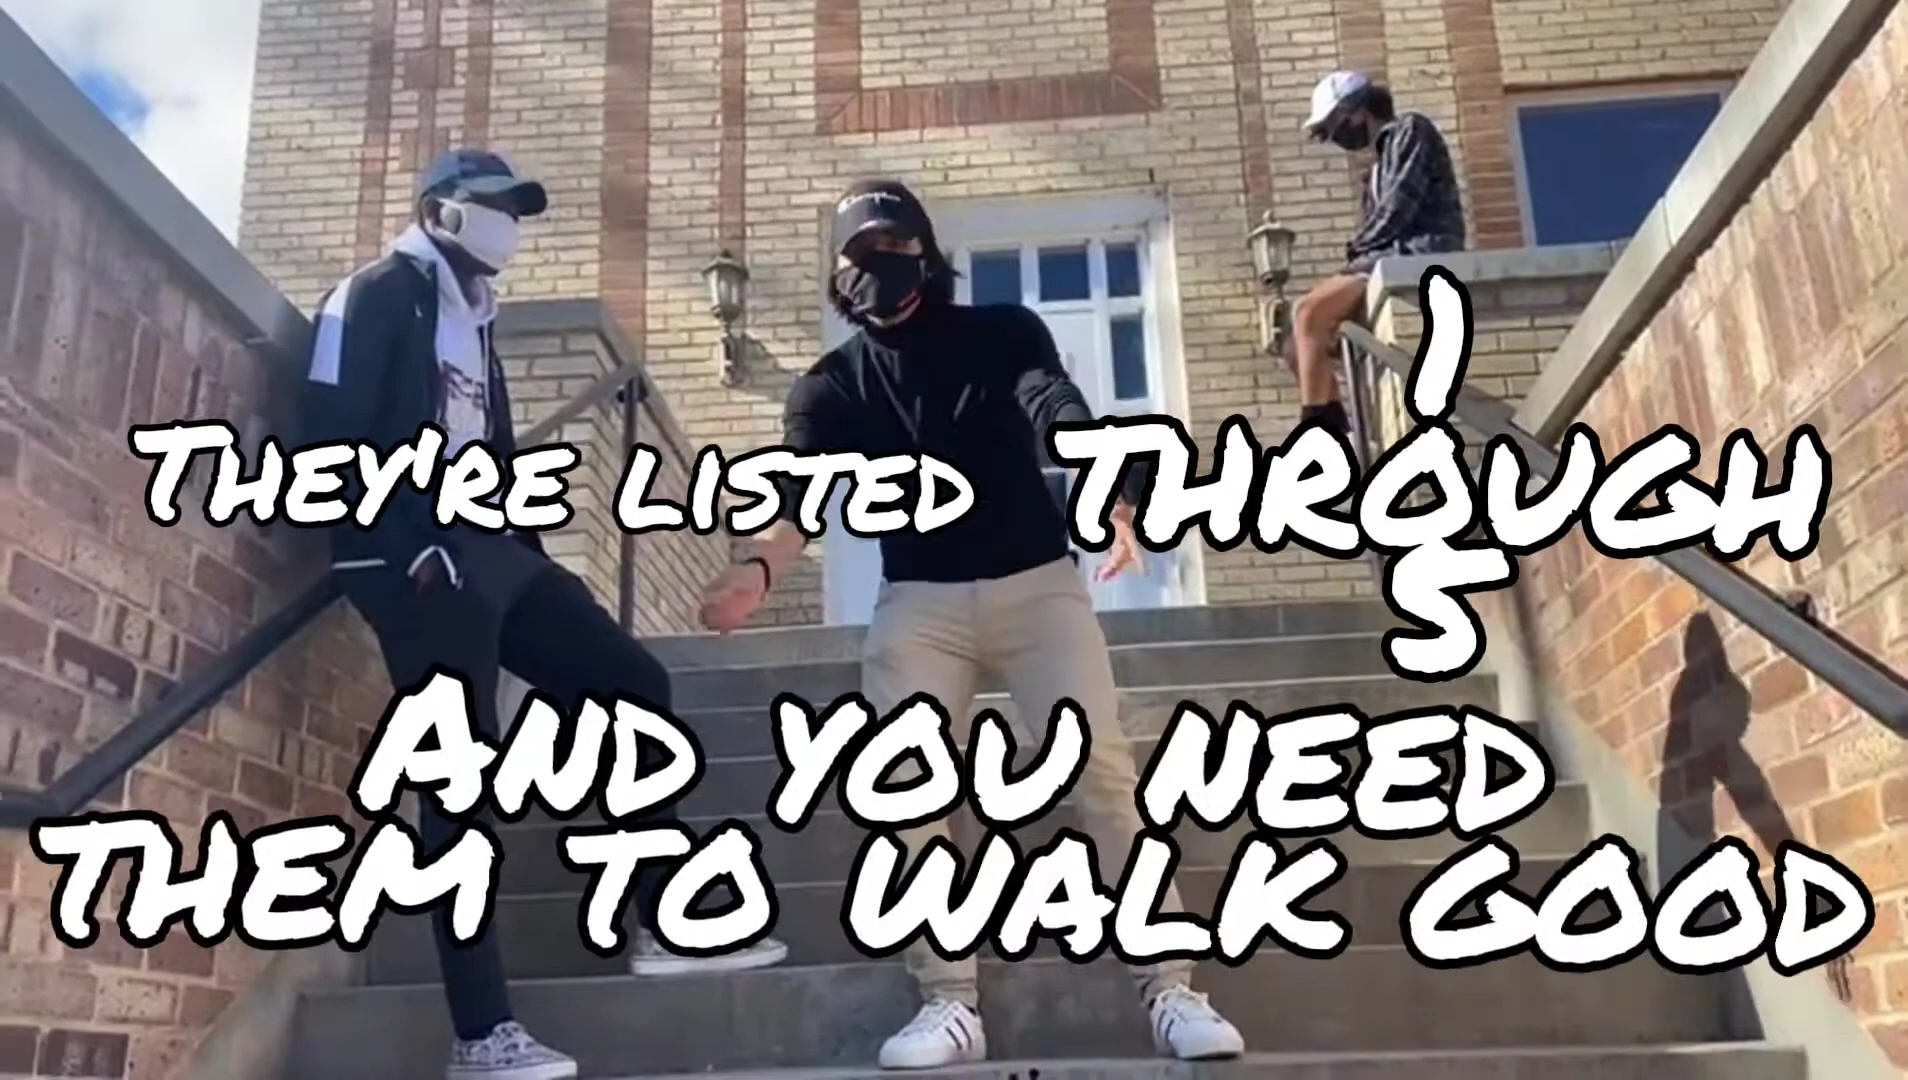 They're listed
1
through
5
And you need
them to walk good